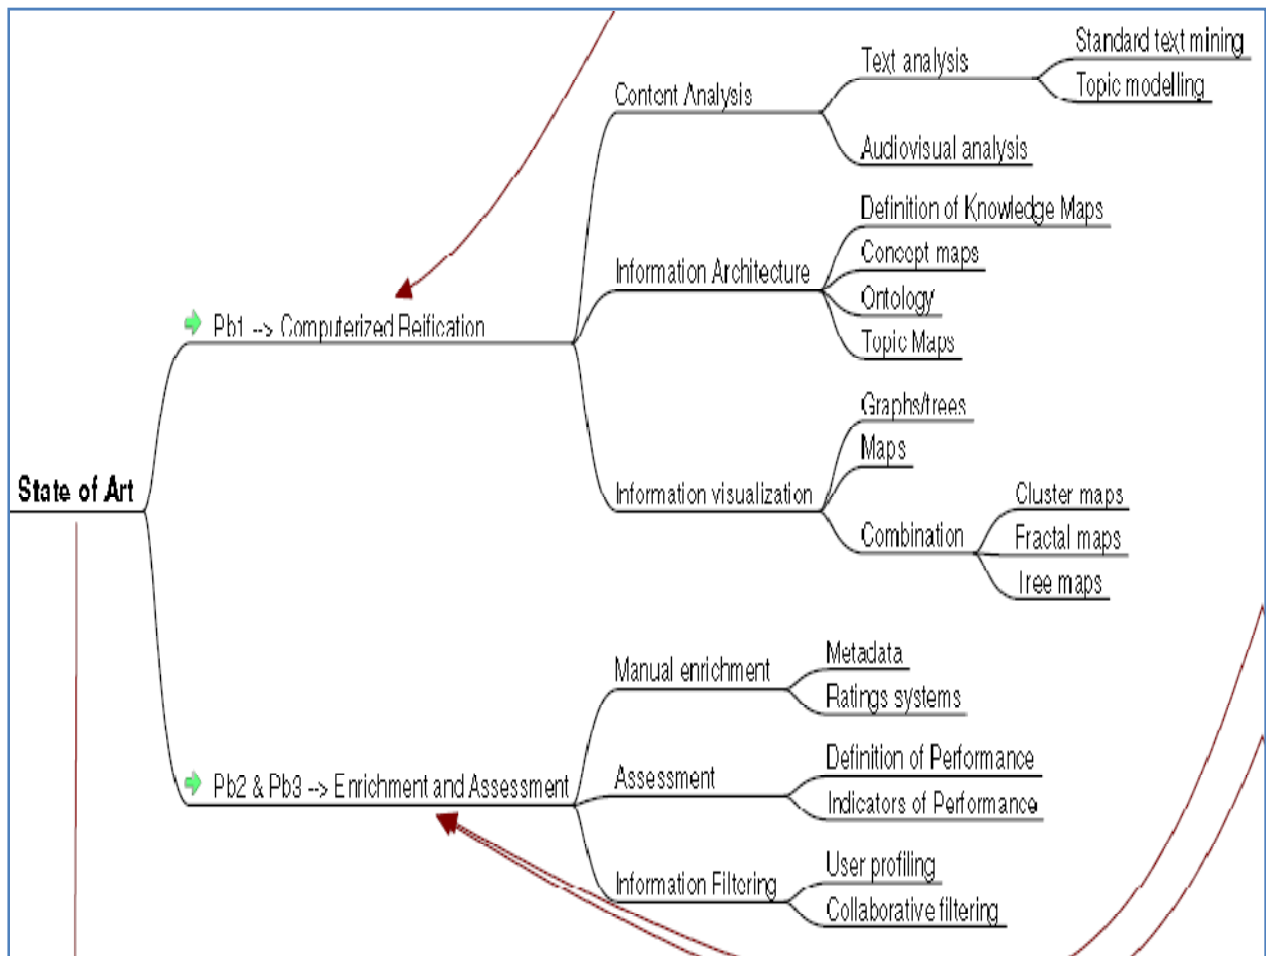 State of Art
Pb1 --> Computerized Reification
Content Analysis
Text analysis
Standard text mining
Topic modelling
Audiovisual analysis
Information Architecture
Definition of Knowledge Maps
Concept maps
Ontology
Topic Maps
Information visualization
Graphs/trees
Maps
Combination
Cluster maps
Fractal maps
Tree maps
Pb2 & Pb3 --> Enrichment and Assessment
Manual enrichment
Metadata
Ratings systems
Assessment
Definition of Performance
Indicators of Performance
Information Filtering
User profiling
Collaborative filtering